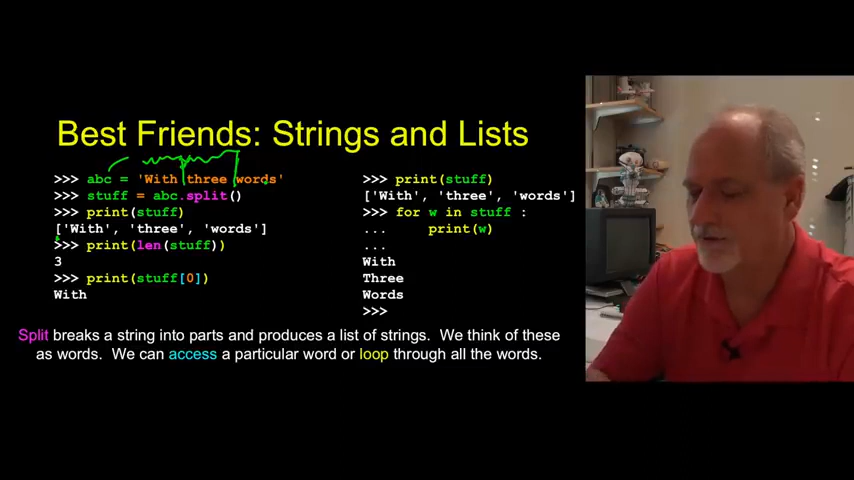 Best Friends: Strings and Lists
>>> abc = 'With three words'
>>> stuff = abc.split()
>>> print(stuff)
['With', 'three', 'words']
>>> print(len(stuff))
3
>>> print(stuff[0])
With
>>> print(stuff)
['With', 'three', 'words']
>>> for w in stuff :
...     print(w)
...
With
Three
Words
>>>
Split breaks a string into parts and produces a list of strings.  We think of these
as words.  We can access a particular word or loop through all the words.